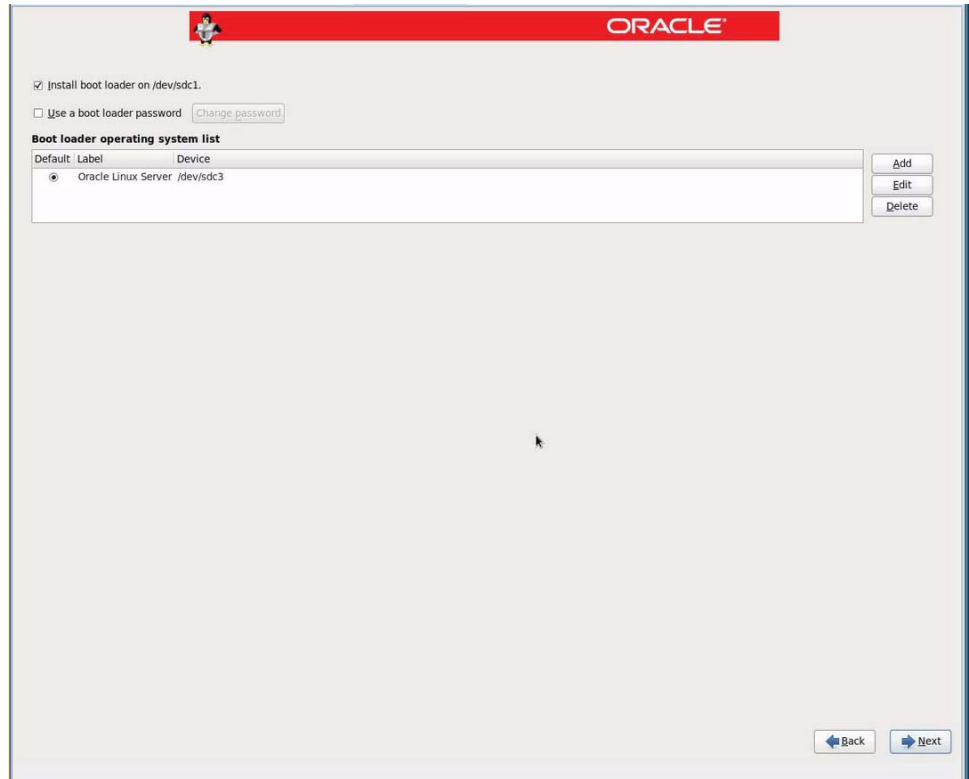 ORACLE®
Install boot loader on /dev/sdc1.
Use a boot loader password Change password
Boot loader operating system list
Default Label Device
Oracle Linux Server /dev/sdc3
Add
Edit
Delete
Back Next